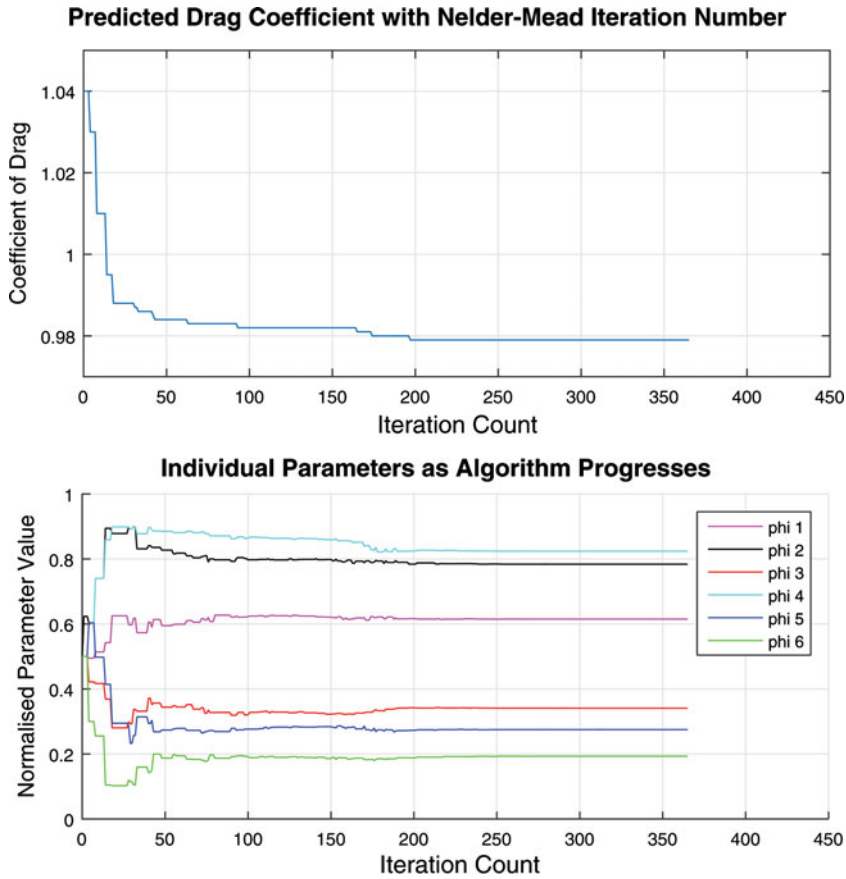 Predicted Drag Coefficient with Nelder-Mead Iteration Number
1.04
1.02
1
0.98
Coefficient of Drag
0 50 100 150 200 250 300 350 400 450
Iteration Count
Individual Parameters as Algorithm Progresses
1
0.8
0.6
0.4
0.2
0
Normalised Parameter Value
phi 1
phi 2
phi 3
phi 4
phi 5
phi 6
0 50 100 150 200 250 300 350 400 450
Iteration Count